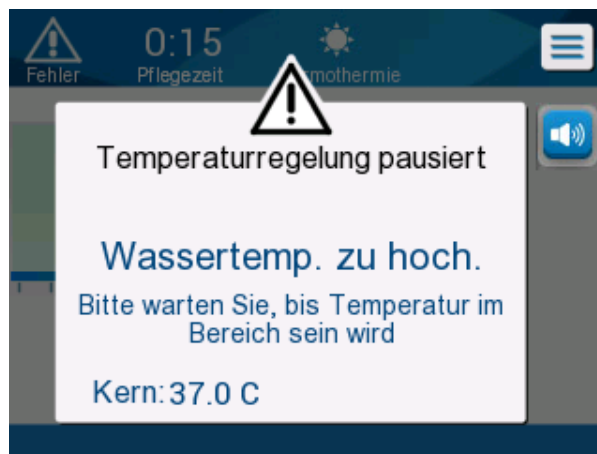 0:15
Fehler
Pflegezeit
mothermie
Temperaturregelung pausiert
Wassertemp. zu hoch.
Bitte warten Sie, bis Temperatur im
Bereich sein wird
Kern: 37.0 C